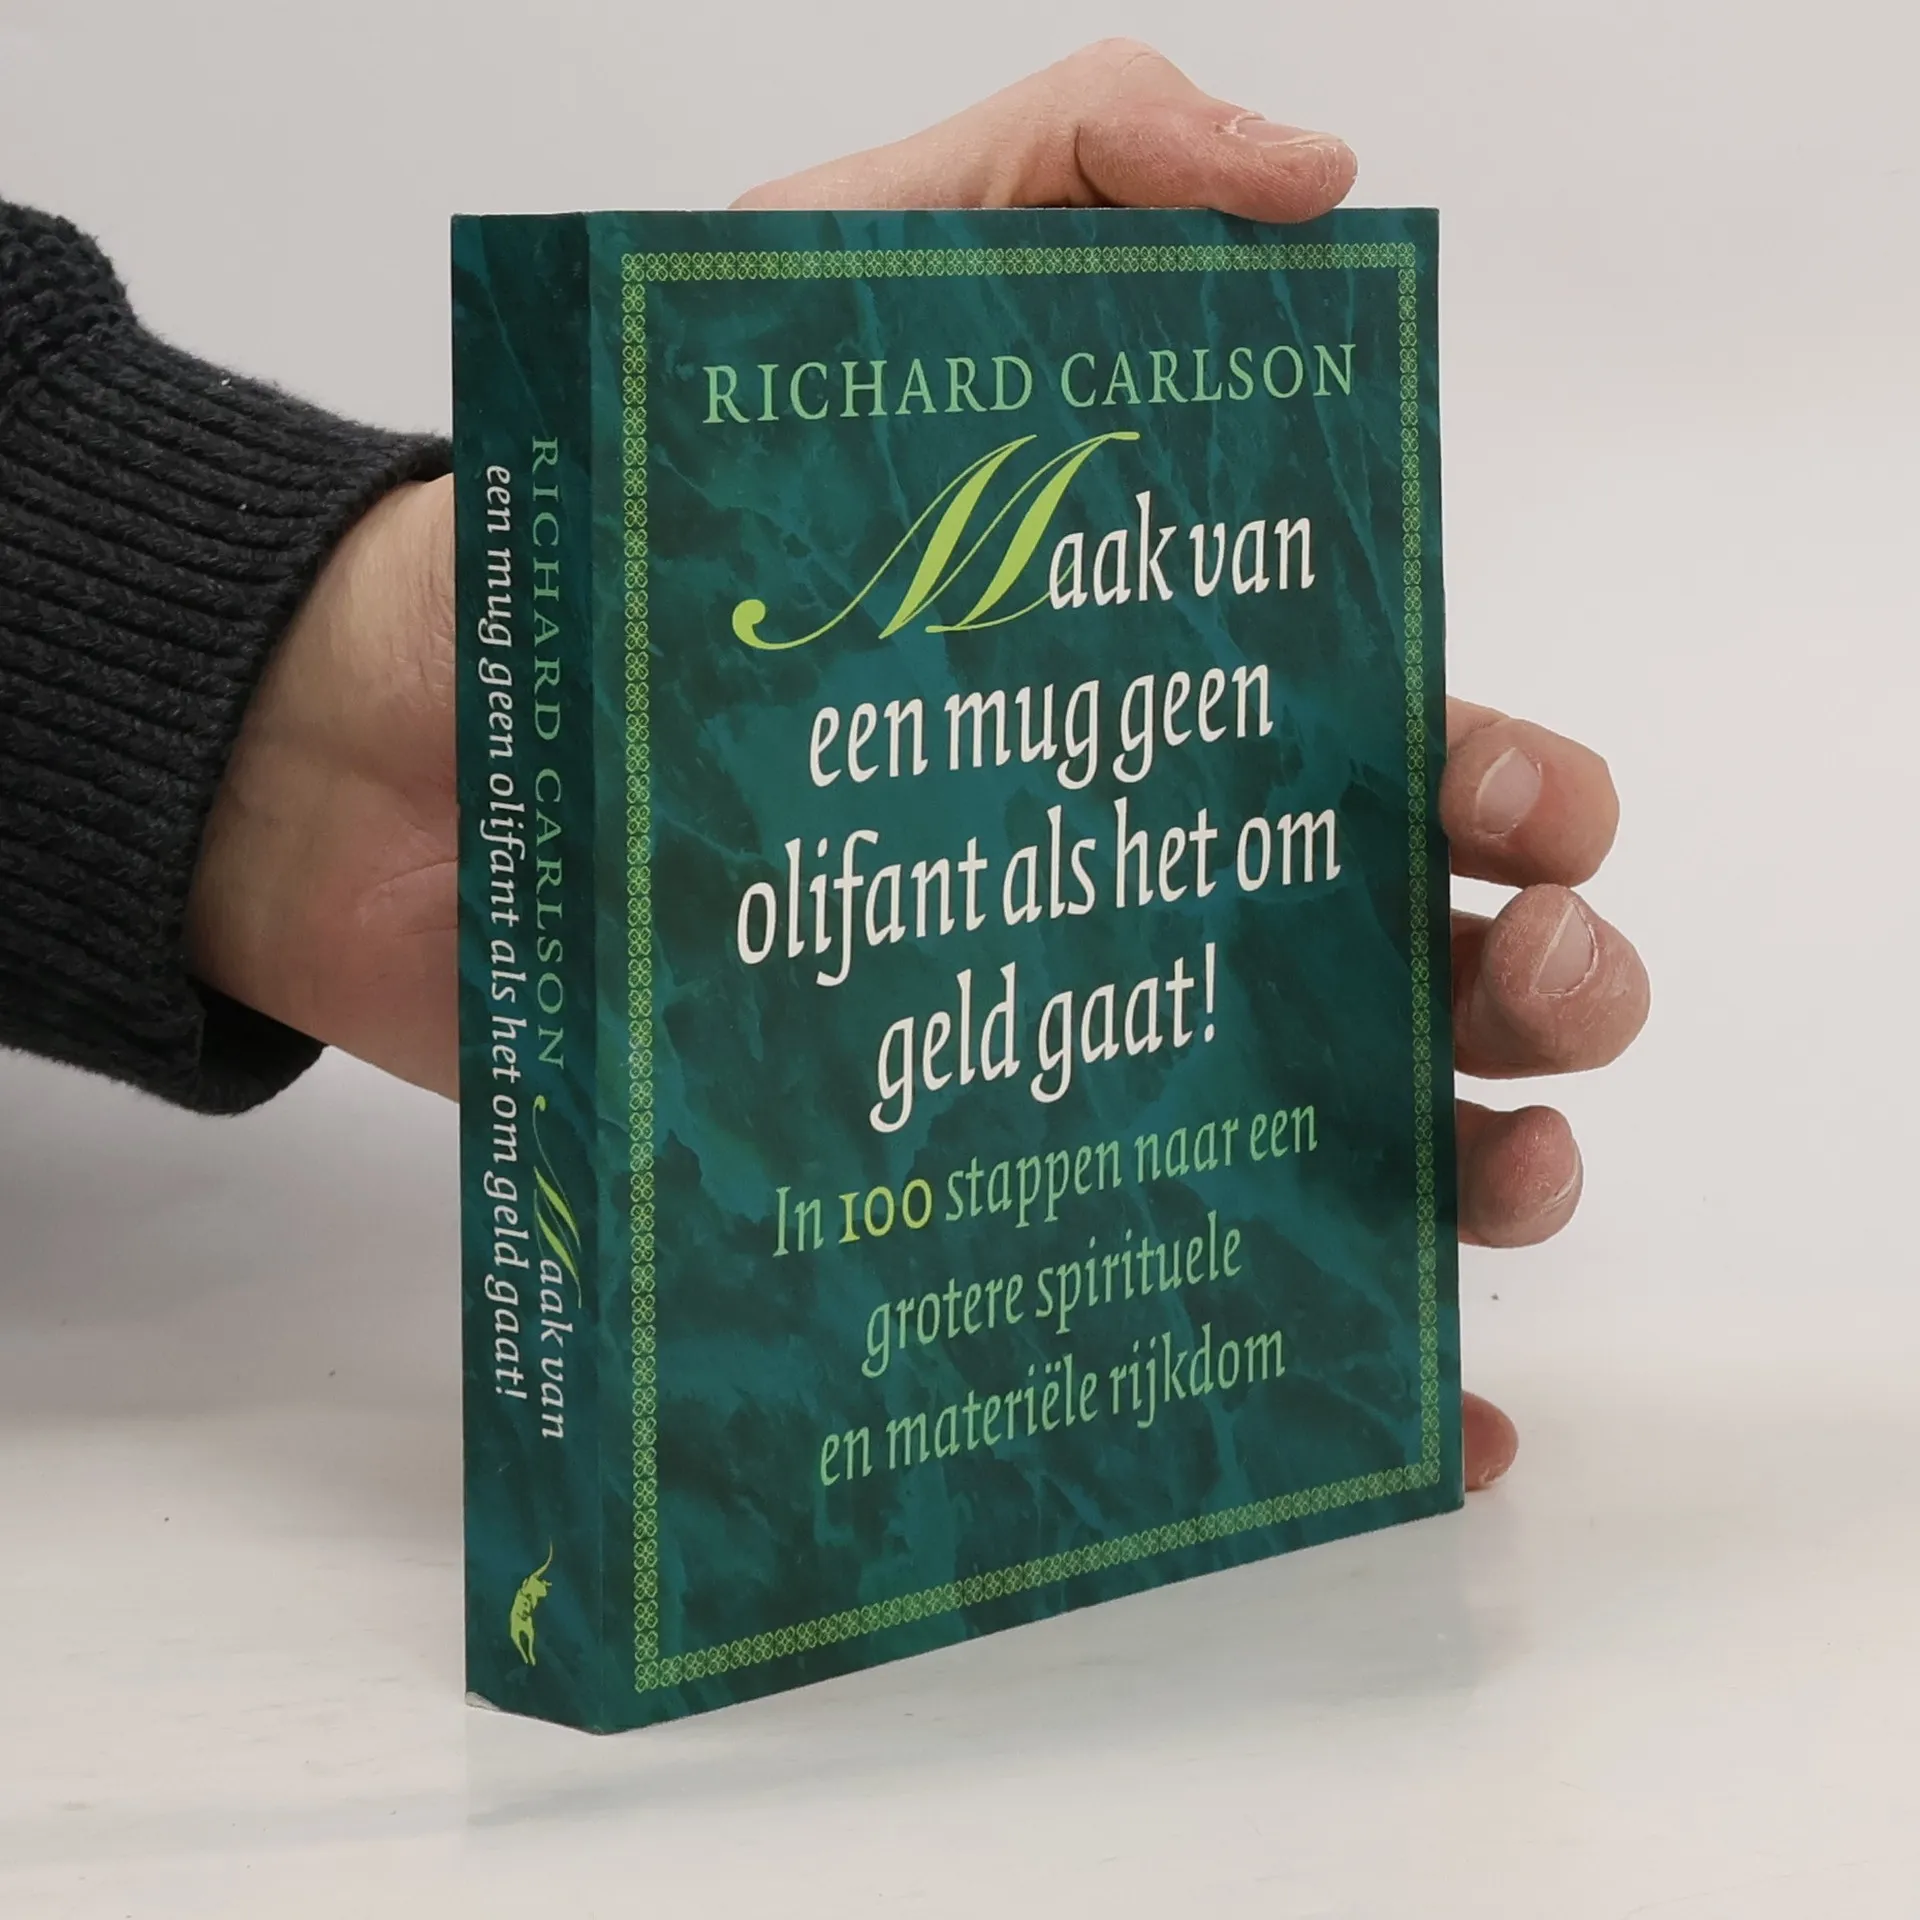 RICHARD CARLSON
Maak van
een mug geen
olifant als het om
geld gaat!
In 100 stappen naar een
grotere spirituele
en materiële rijkdom
RICHARD CARLSON Maak van
een mug geen olifant als het om geld gaat!